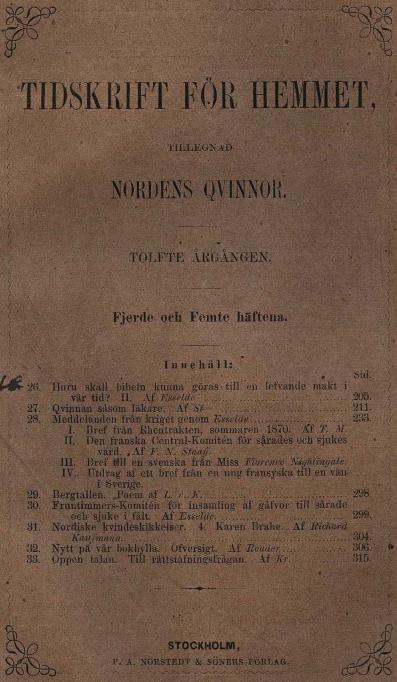 TIDSKRIFT FÖR HEMMET,
TILLEGNAD
NORDENS QVINNOR.
TOLFTE ÅRGÅNGEN.
Fjerde och Femte häftena.
Innehåll:
Sid.
26. Huru skall bibeln kunna göras till en lefvande makt i
vår tid? II. Af Esselde 205.
27. Qvinnan såsom läkare. Af St 211.
28. Meddelanden från kriget genom Esselde 233.
I. Bref från Rhentrakten, sommaren 1870. Af T. M.
II. Den franska Central-Komitén för sårades och sjukes
vård. Af F. N. Staaff.
III. Bref till en svenska från Miss Florence Nightingale.
IV. Utdrag af ett bref från en ung fransyska till en vän
i Sverige.
29. Bergtallen. Poem af L. v. K. 298.
30. Fruntimmers-Komitén för insamling af gåfvor till sårade
och sjuke i fält. Af Esselde. 299.
31. Nordiske kvindeskikkelser. 4. Karen Brahe. Af Richard
Kaufmann. 304.
32. Nytt på vår bokhylla. Öfversigt. Af Reader 306.
33. Öppen talan. Till rättstafningsfrågan. Af Kr. 315.
STOCKHOLM,
P. A. NORSTEDT & SÖNERS FÖRLAG.